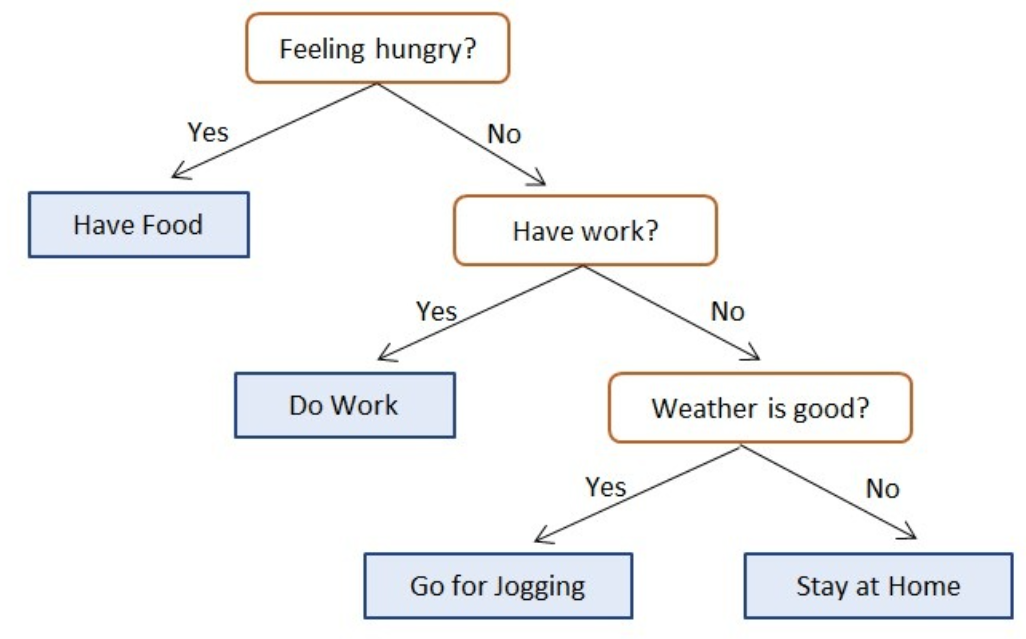 Feeling hungry?
Yes
No
Have Food
Have work?
Yes
No
Do Work
Weather is good?
Yes
No
Go for Jogging
Stay at Home